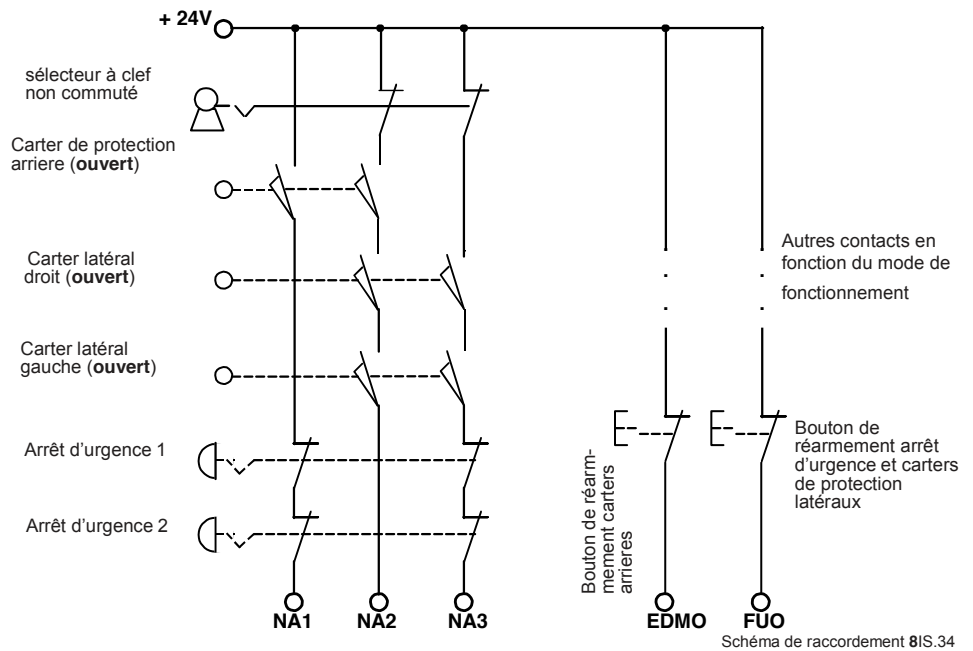 + 24V
sélecteur à clef
non commuté
Carter de protection
arriere (ouvert)
Carter latéral
droit (ouvert)
Carter latéral
gauche (ouvert)
Arrêt d'urgence 1
Arrêt d'urgence 2
Autres contacts en
fonction du mode de
fonctionnement
Bouton de réarm-
mement carters
arrieres
Bouton de
réarmement arrêt
d'urgence et carters
de protection
latéraux
NA1 NA2 NA3 EDMO FUO
Schéma de raccordement 8IS.34